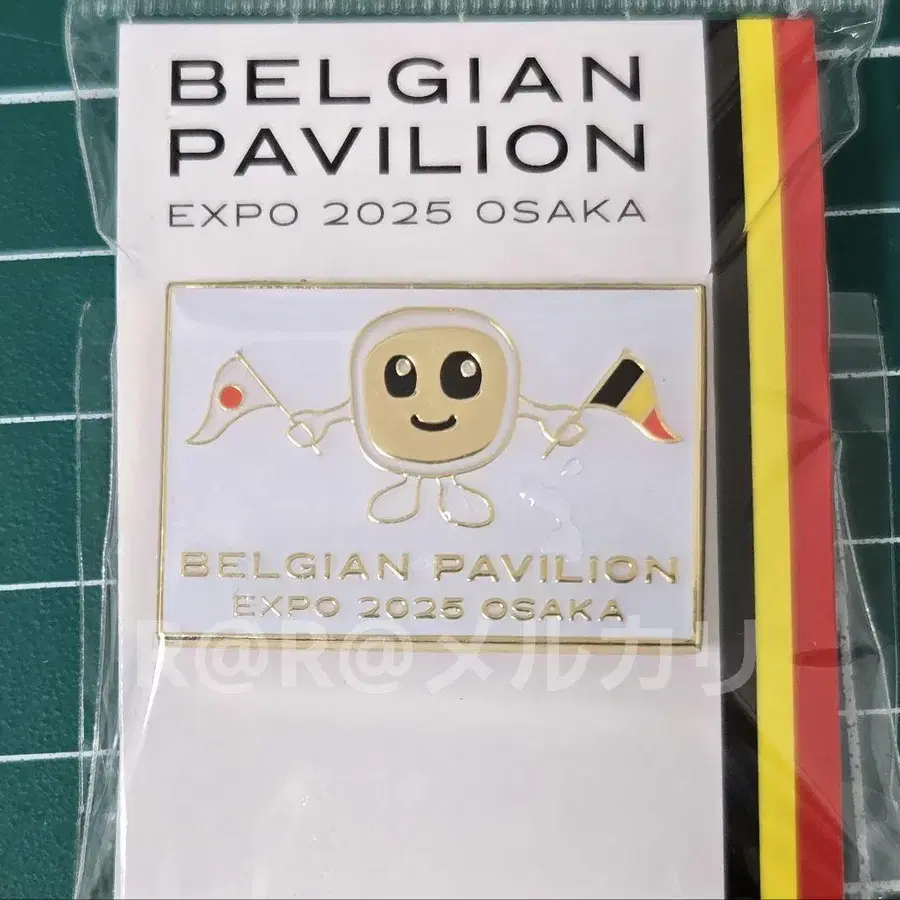 BELGIAN
PAVILION
EXPO 2025 OSAKA
BELGIAN PAVILION
EXPO 2025 OSAKA
R@R@メルカリ